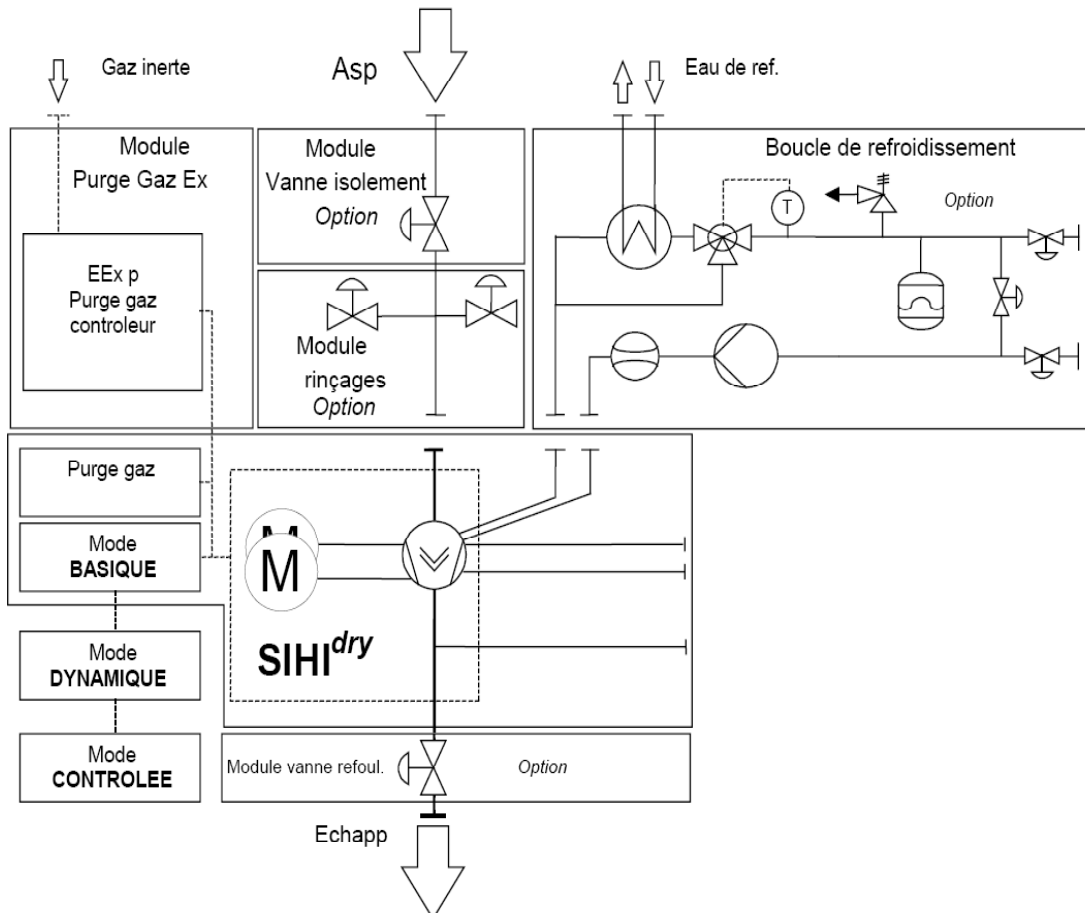 Gaz inerte
Asp
Eau de ref.
Module
Purge Gaz Ex
EEx p
Purge gaz
controleur
Module
Vanne isolement
Option
Module
rinçages
Option
Boucle de refroidissement
T
Option
Purge gaz
Mode
BASIQUE
Mode
DYNAMIQUE
Mode
CONTROLEE
M
M
SIHIdry
Module vanne refoul.
Option
Echapp